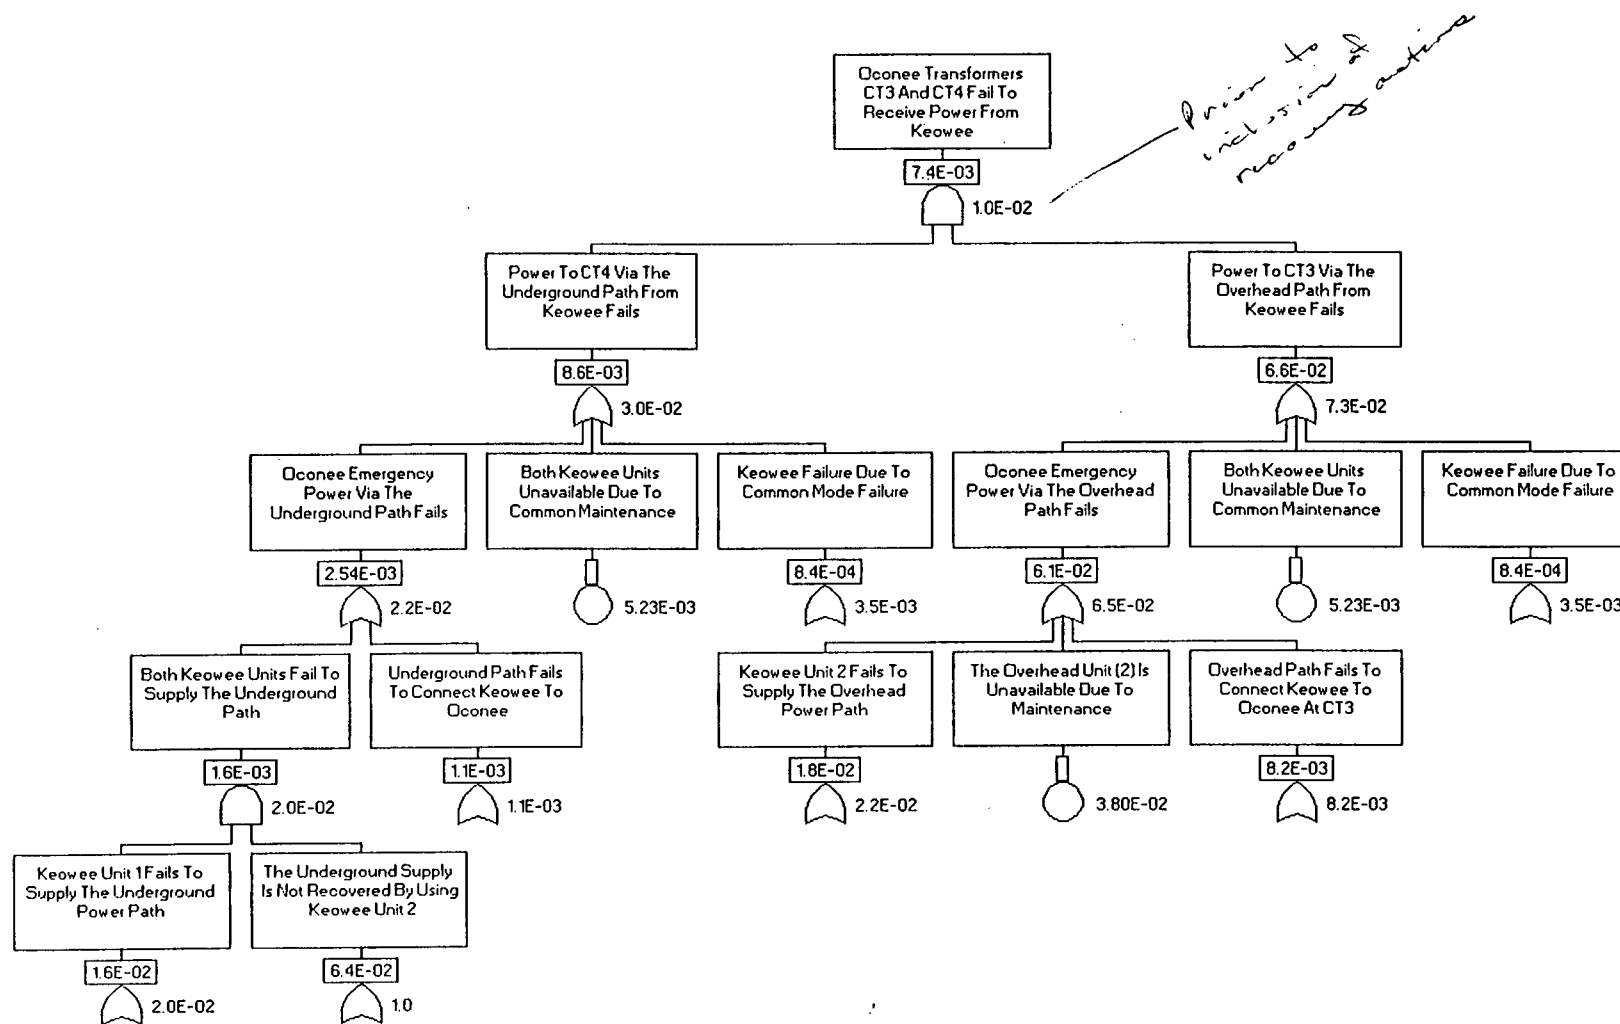 Oconee Transformers
CT3 And CT4 Fail To
Receive Power From
Keowee
7.4E-03
1.0E-02
Prior to
inclusion of
recovery actions
Power To CT4 Via The
Underground Path From
Keowee Fails
8.6E-03
3.0E-02
Power To CT3 Via The
Overhead Path From
Keowee Fails
6.6E-02
7.3E-02
Oconee Emergency
Power Via The
Underground Path Fails
2.54E-03
2.2E-02
Both Keowee Units
Unavailable Due To
Common Maintenance
5.23E-03
Keowee Failure Due To
Common Mode Failure
8.4E-04
3.5E-03
Oconee Emergency
Power Via The Overhead
Path Fails
6.1E-02
6.5E-02
Both Keowee Units
Unavailable Due To
Common Maintenance
5.23E-03
Keowee Failure Due To
Common Mode Failure
8.4E-04
3.5E-03
Both Keowee Units Fail To
Supply The Underground
Path
1.6E-03
2.0E-02
Underground Path Fails
To Connect Keowee To
Oconee
1.1E-03
1.1E-03
Keowee Unit 2 Fails To
Supply The Overhead
Power Path
1.8E-02
2.2E-02
The Overhead Unit (2) Is
Unavailable Due To
Maintenance
3.80E-02
Overhead Path Fails To
Connect Keowee To
Oconee At CT3
8.2E-03
8.2E-03
Keowee Unit 1 Fails To
Supply The Underground
Power Path
1.6E-02
2.0E-02
The Underground Supply
Is Not Recovered By Using
Keowee Unit 2
6.4E-02
1.0